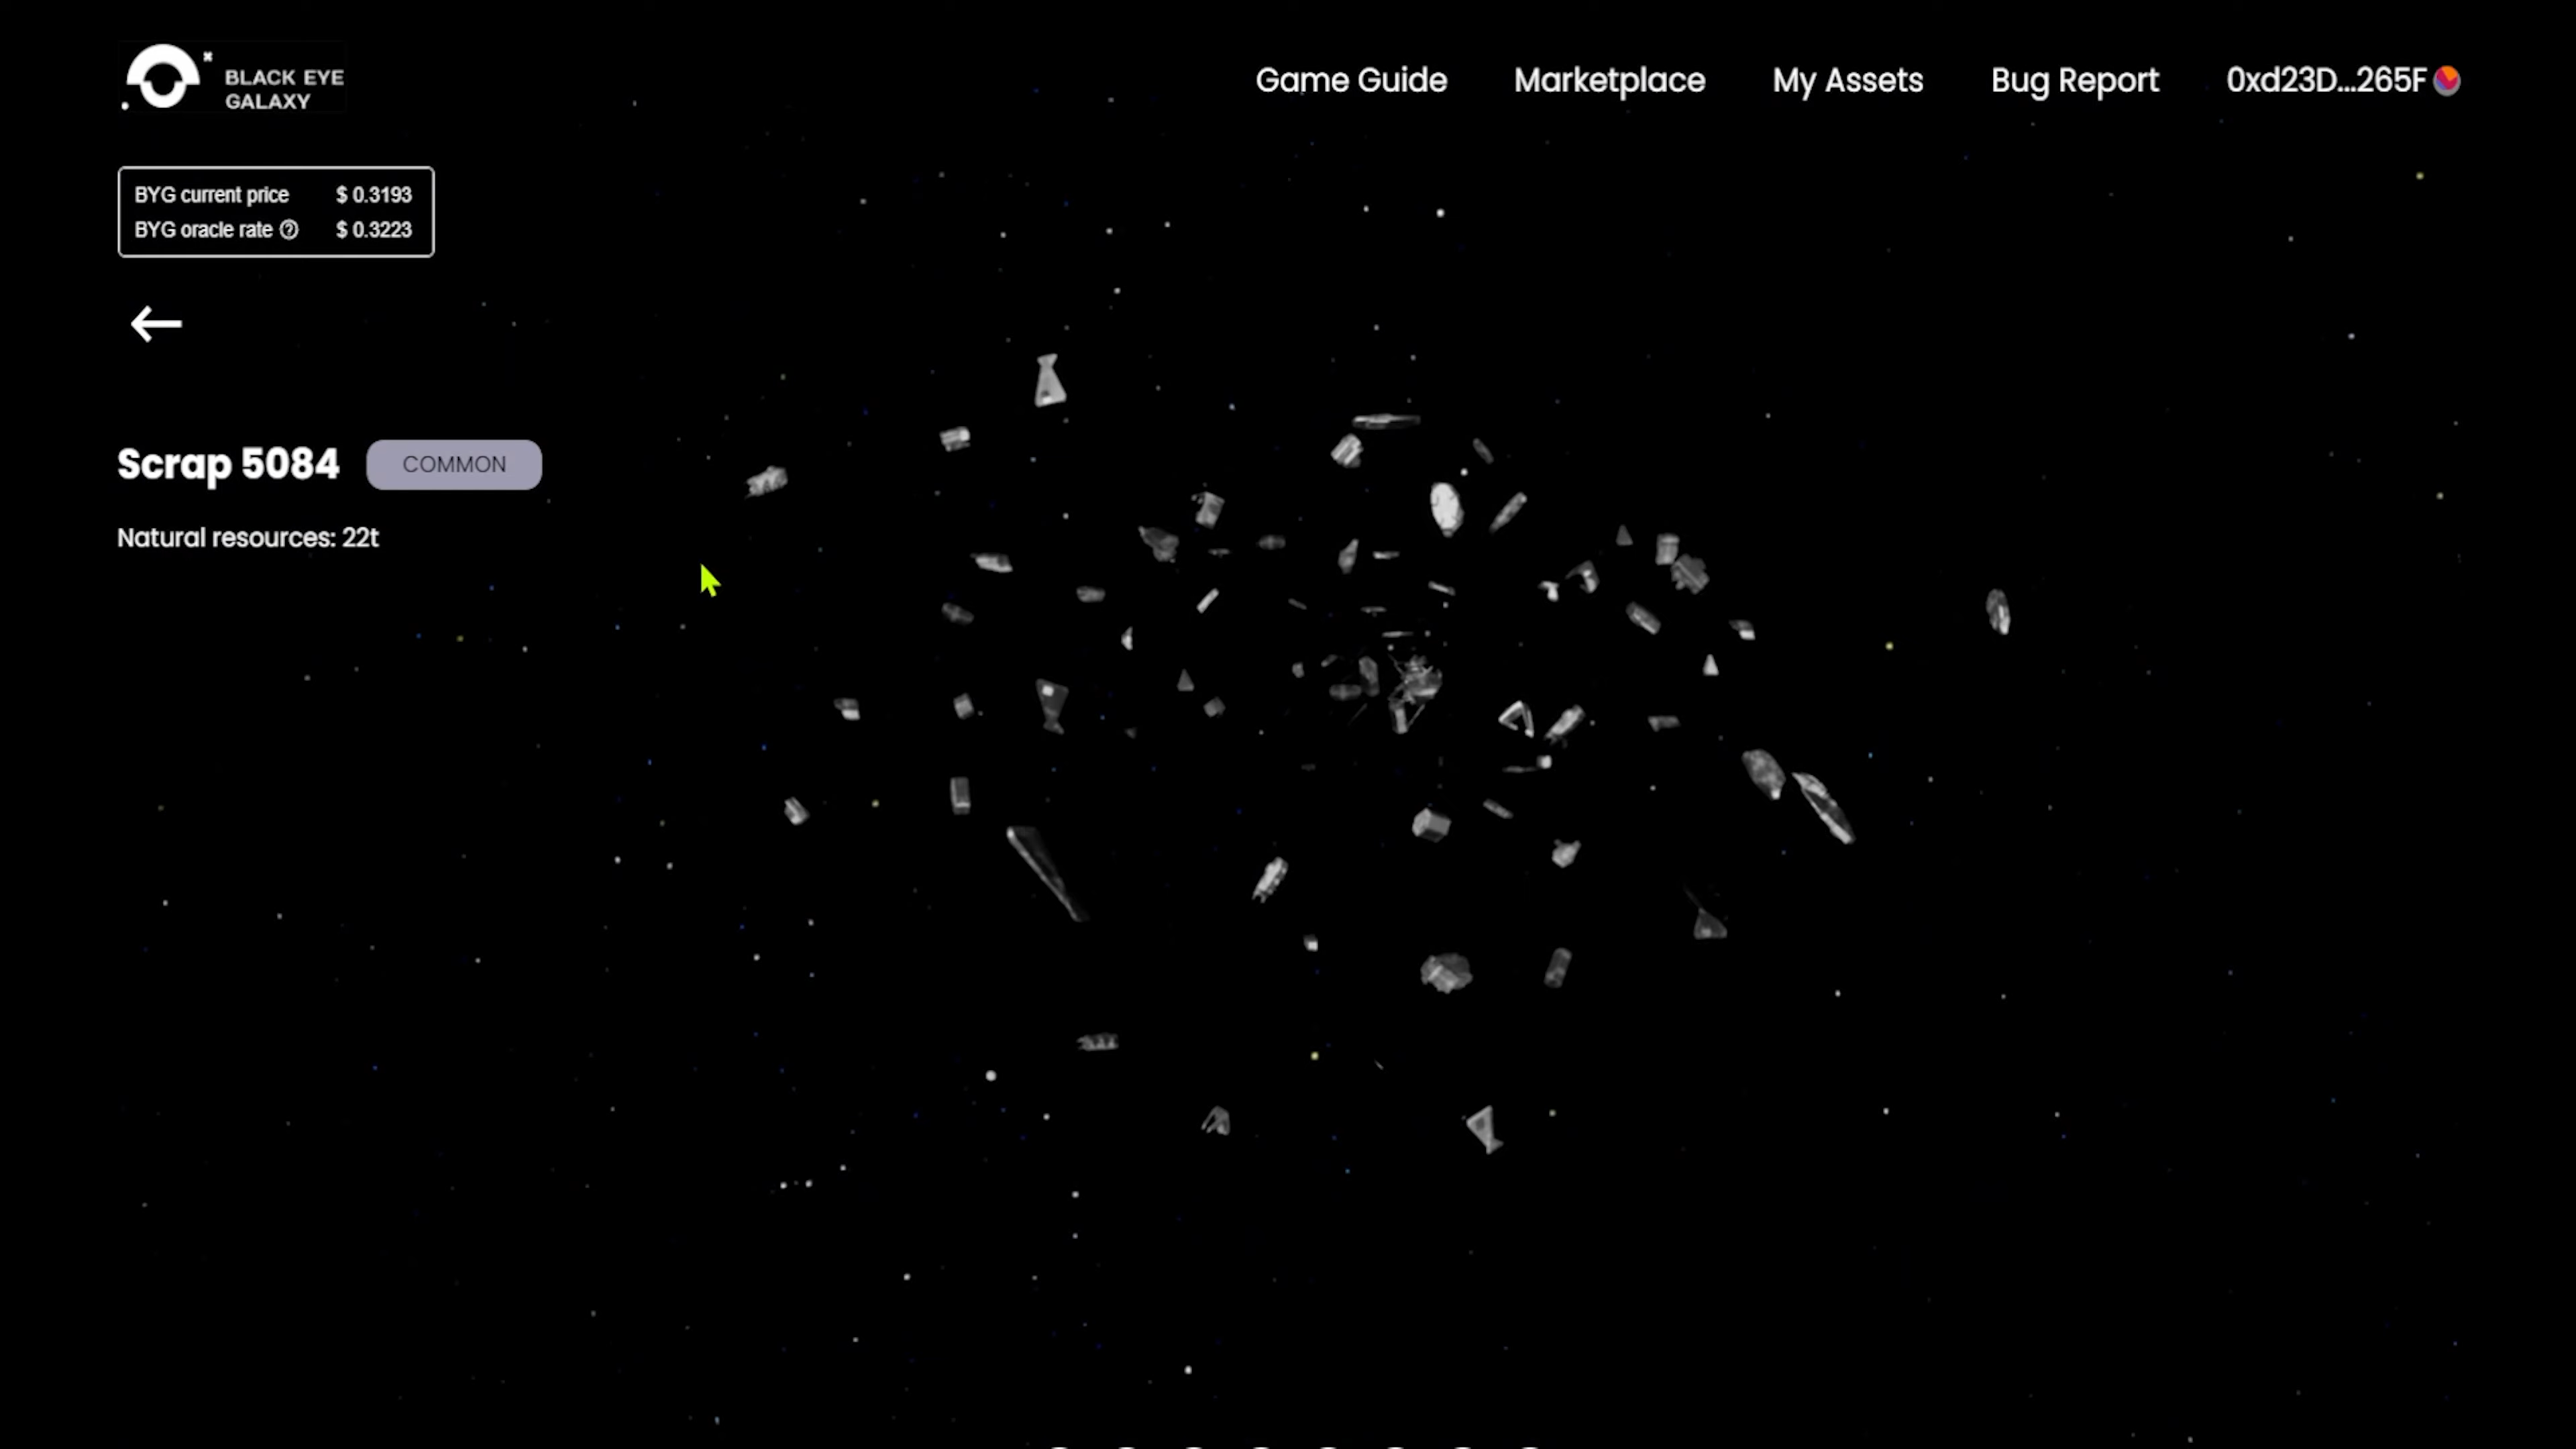 BLACK EYE
GALAXY
Game Guide
Marketplace
My Assets
Bug Report
0xd23D...265F
BYG current price $ 0.3193
BYG oracle rate ? $ 0.3223
Scrap 5084
COMMON
Natural resources: 22t